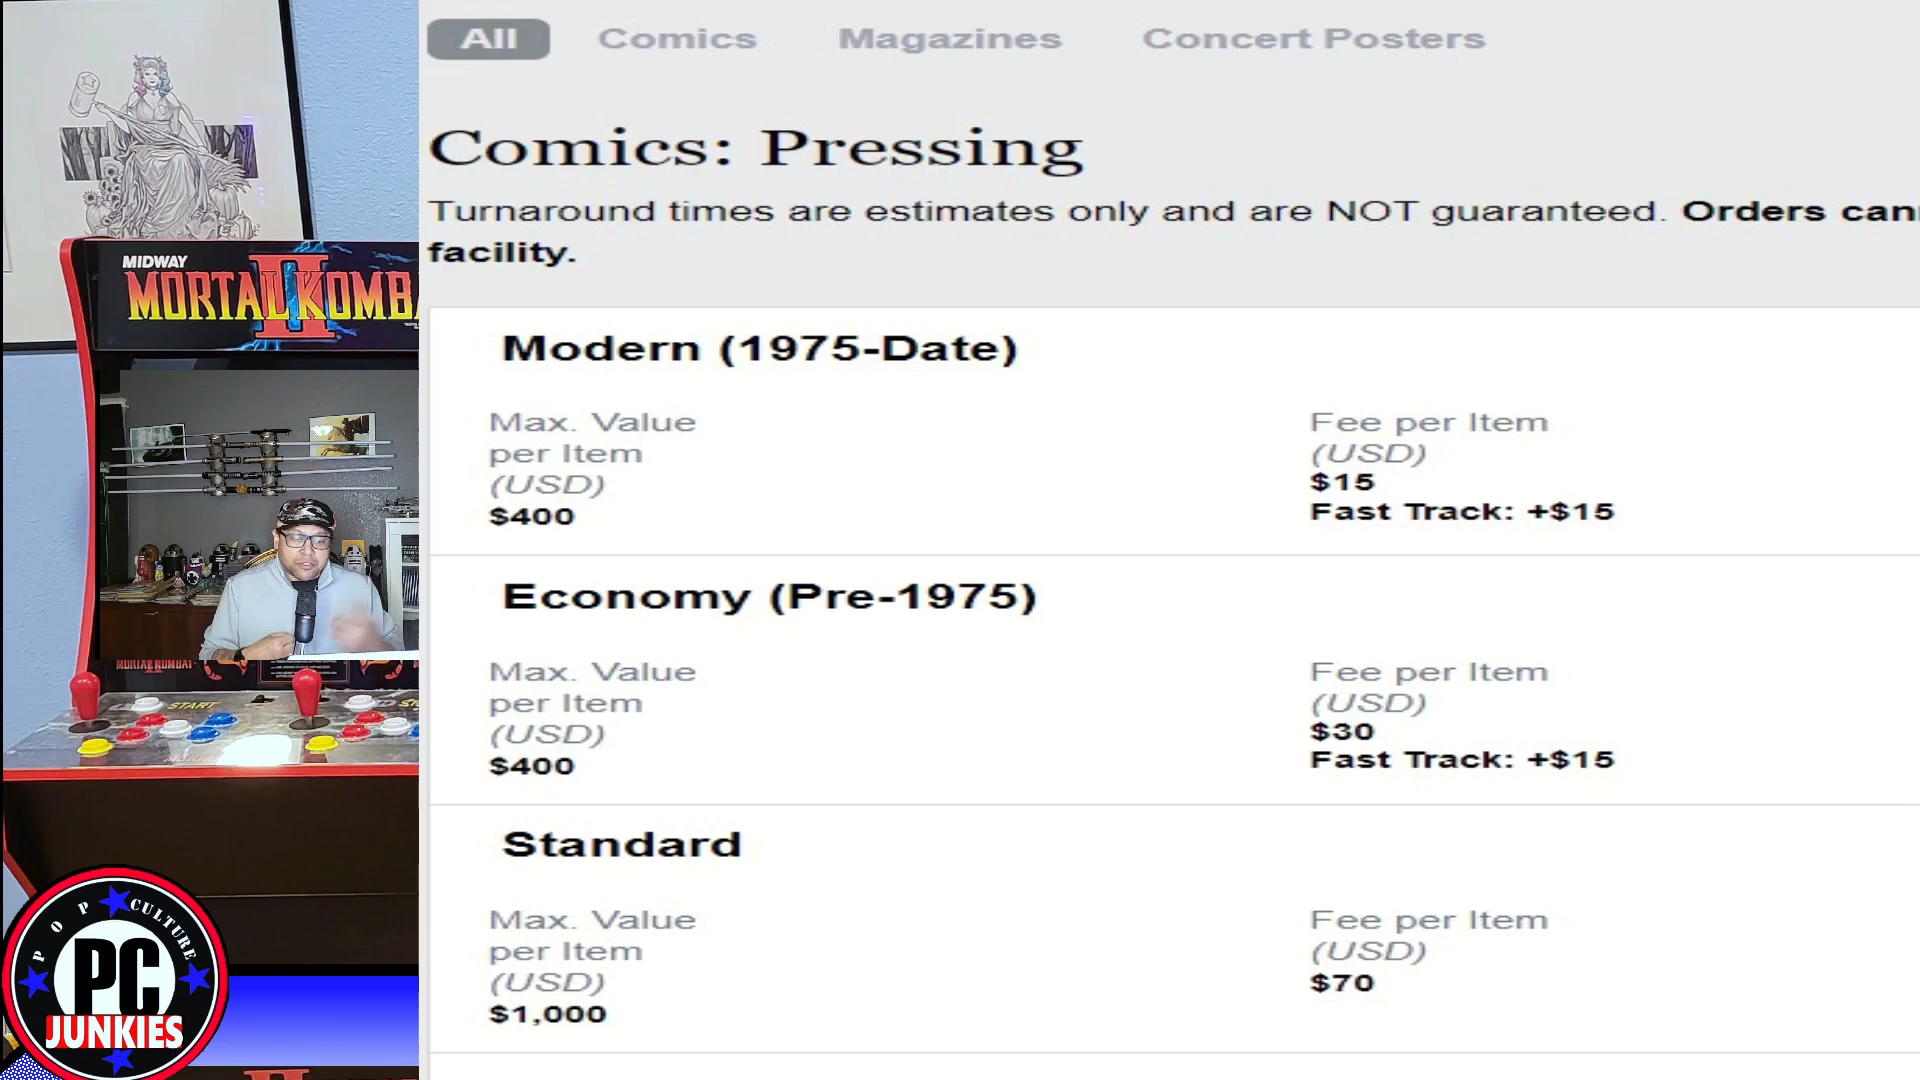 All Comics Magazines Concert Posters
Comics: Pressing
Turnaround times are estimates only and are NOT guaranteed. Orders
facility.
Modern (1975-Date)
Max. Value
per Item
(USD)
$400
Fee per Item
(USD)
$15
Fast Track: +$15
Economy (Pre-1975)
Max. Value
per Item
(USD)
$400
Fee per Item
(USD)
$30
Fast Track: +$15
Standard
Max. Value
per Item
(USD)
$1,000
Fee per Item
(USD)
$70
MIDWAY
MORTAL KOMBA
II
MORTAL KOMBAT
START
POP CULTURE
PC
JUNKIES